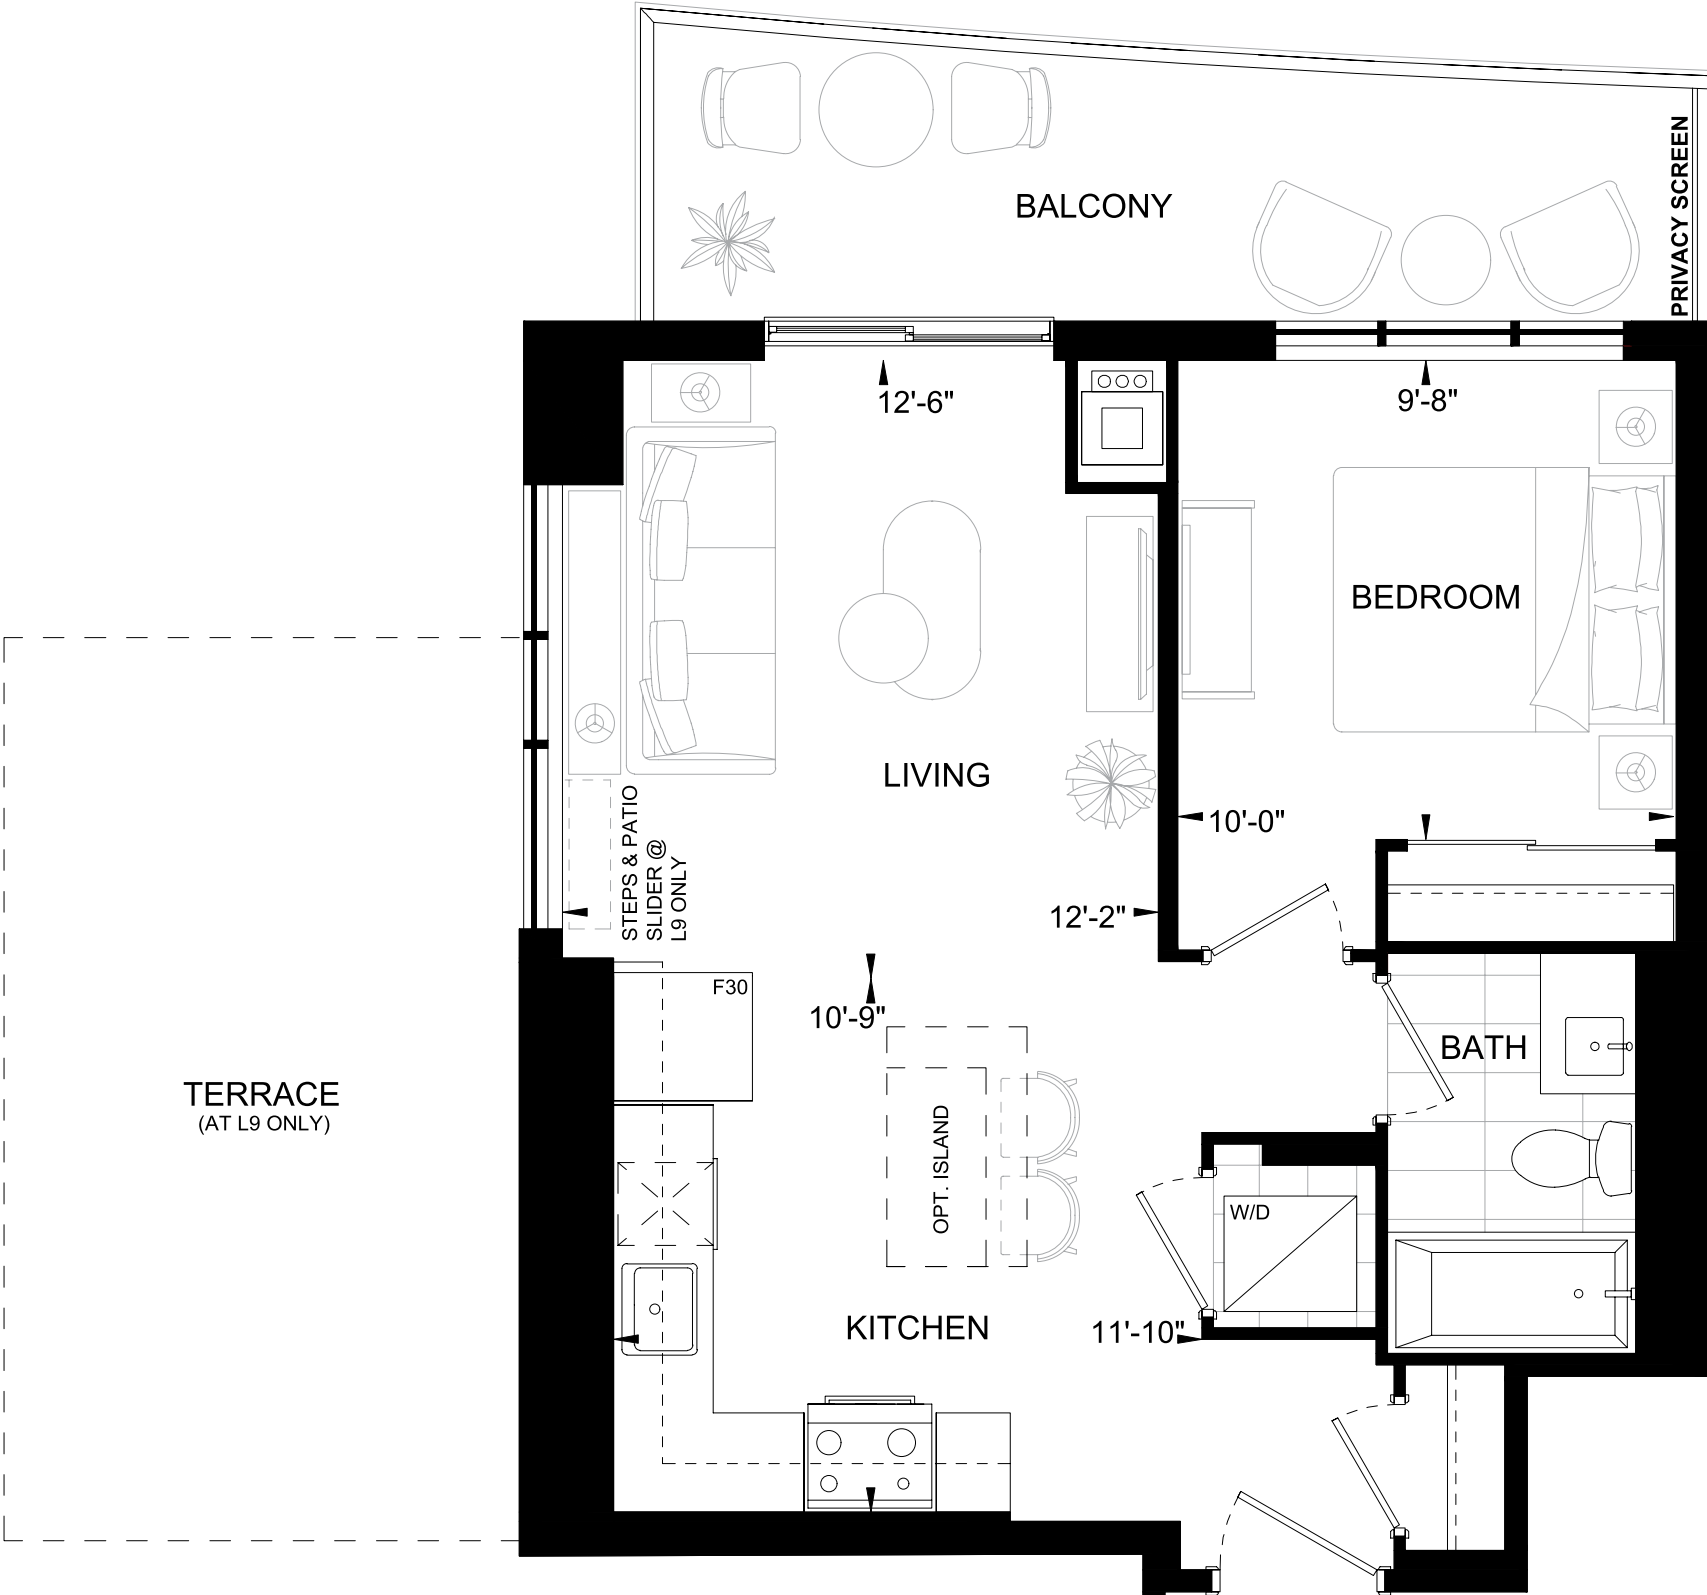 BALCONY
PRIVACY SCREEN
12'-6"
9'-8"
BEDROOM
LIVING
10'-0"
STEPS & PATIO
SLIDER @
L9 ONLY
12'-2"
F30
10'-9"
BATH
TERRACE
(AT L9 ONLY)
OPT. ISLAND
W/D
KITCHEN
11'-10"